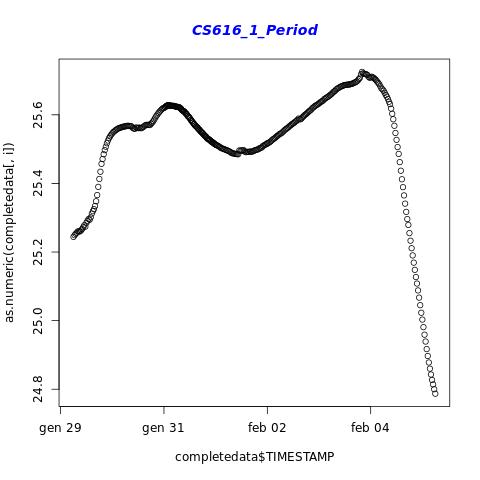 CS616_1_Period
as.numeric(completedata[, i])
25.6
25.4
25.2
25.0
24.8
gen 29
gen 31
feb 02
feb 04
completedata$TIMESTAMP